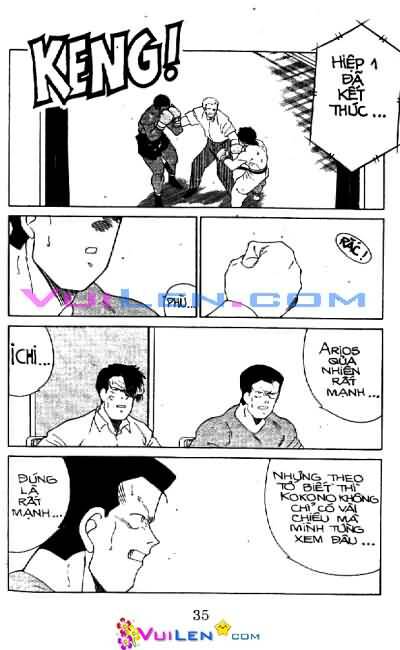 KENG!
HIỆP 1
ĐÃ
KẾT
THÚC...
RẮC!
PHÙ...
VUILEN.COM
ARIOS
QUẢ
NHIÊN
RẤT
MẠNH...
ICHI...
ĐÚNG
LÀ
RẤT
MẠNH...
NHƯNG THEO
TỚ BIẾT THÌ
KOKONO KHÔNG
CHỈ CÓ VÀI
CHIÊU MÀ
MÌNH TỪNG
XEM ĐÂU...
35
VUILEN.COM